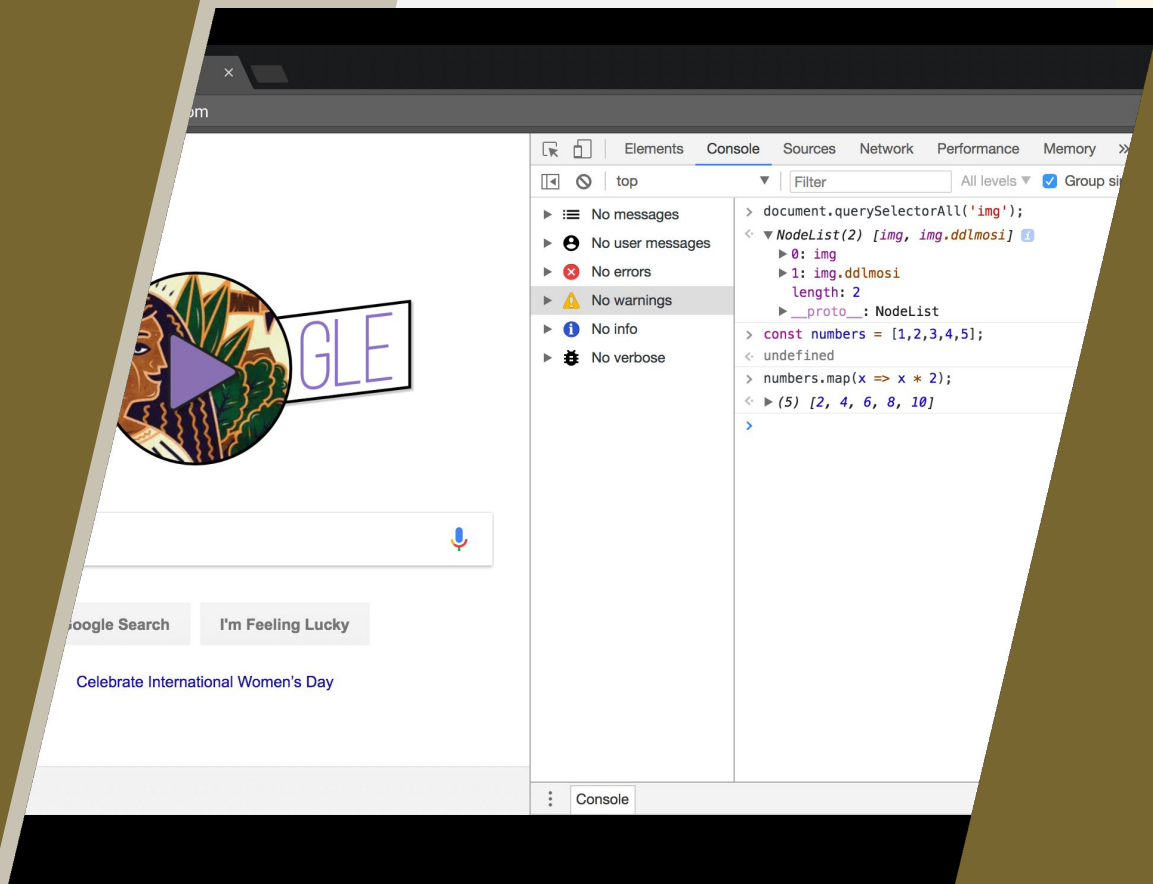 ×
om
Elements Console Sources Network Performance Memory »
top Filter All levels ▼ Group
No messages
No user messages
No errors
No warnings
No info
No verbose
> document.querySelectorAll('img');
NodeList(2) [img, img.ddlmosi]
0: img
1: img.ddlmosi
length: 2
__proto__: NodeList
> const numbers = [1,2,3,4,5];
undefined
> numbers.map(x => x * 2);
(5) [2, 4, 6, 8, 10]
>
GLE
Search I'm Feeling Lucky
Celebrate International Women's Day
Console